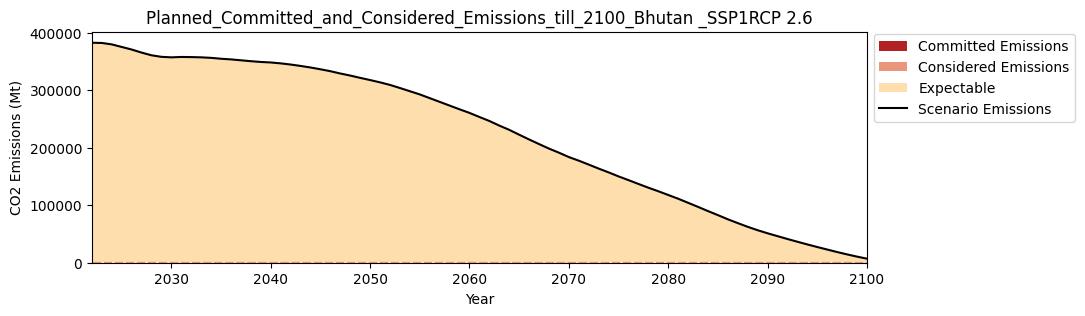 Planned_Committed_and_Considered_Emissions_till_2100_Bhutan _SSP1RCP 2.6
CO2 Emissions (Mt)
400000
300000
200000
100000
0
2030 2040 2050 2060 2070 2080 2090 2100
Year
Committed Emissions
Considered Emissions
Expectable
Scenario Emissions